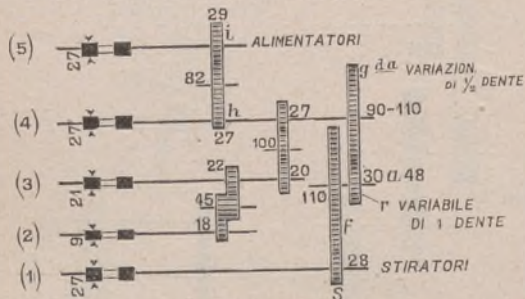 29
(5) i ALIMENTATORI
27
82
g da VARIAZION.
DI ½ DENTE
h
(4) 27 27 90-110
27
100
22
(3) 20 30 a 48
21 45 110
r VARIABILE
DI 1 DENTE
18 f
(2)
9
(1) 28 STIRATORI
27
S